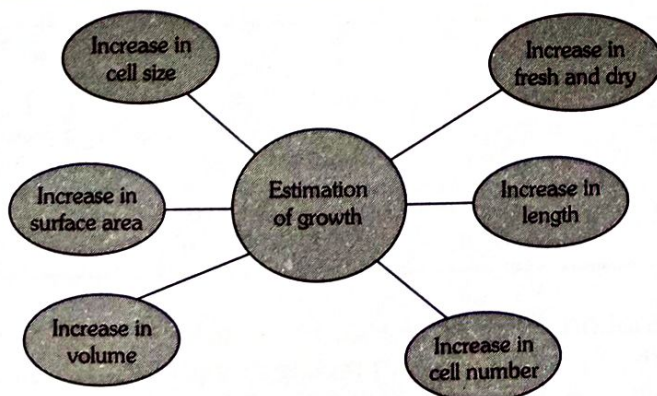 Increase in
cell size
Increase in
fresh and dry
Increase in
surface area
Estimation
of growth
Increase in
length
Increase in
volume
Increase in
cell number